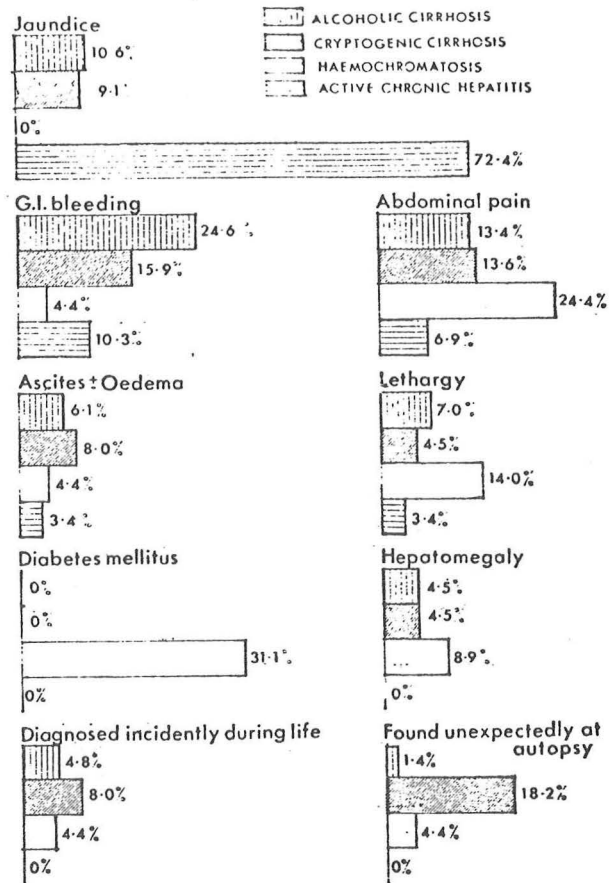 Jaundice
10·6%
9·1
0%
72·4%
ALCOHOLIC CIRRHOSIS
CRYPTOGENIC CIRRHOSIS
HAEMOCHROMATOSIS
ACTIVE CHRONIC HEPATITIS
G.I. bleeding
24·6 %
15·9%
4·4%
10·3%
Abdominal pain
13·4%
13·6%
24·4%
6·9%
Ascites ± Oedema
6·1%
8·0%
4·4%
3·4%
Lethargy
7·0%
4·5%
14·0%
3·4%
Diabetes mellitus
0%
0%
31·1%
0%
Hepatomegaly
4·5%
4·5%
8·9%
0%
Diagnosed incidently during life
4·8%
8·0%
4·4%
0%
Found unexpectedly at
autopsy
1·4%
18·2%
4·4%
0%